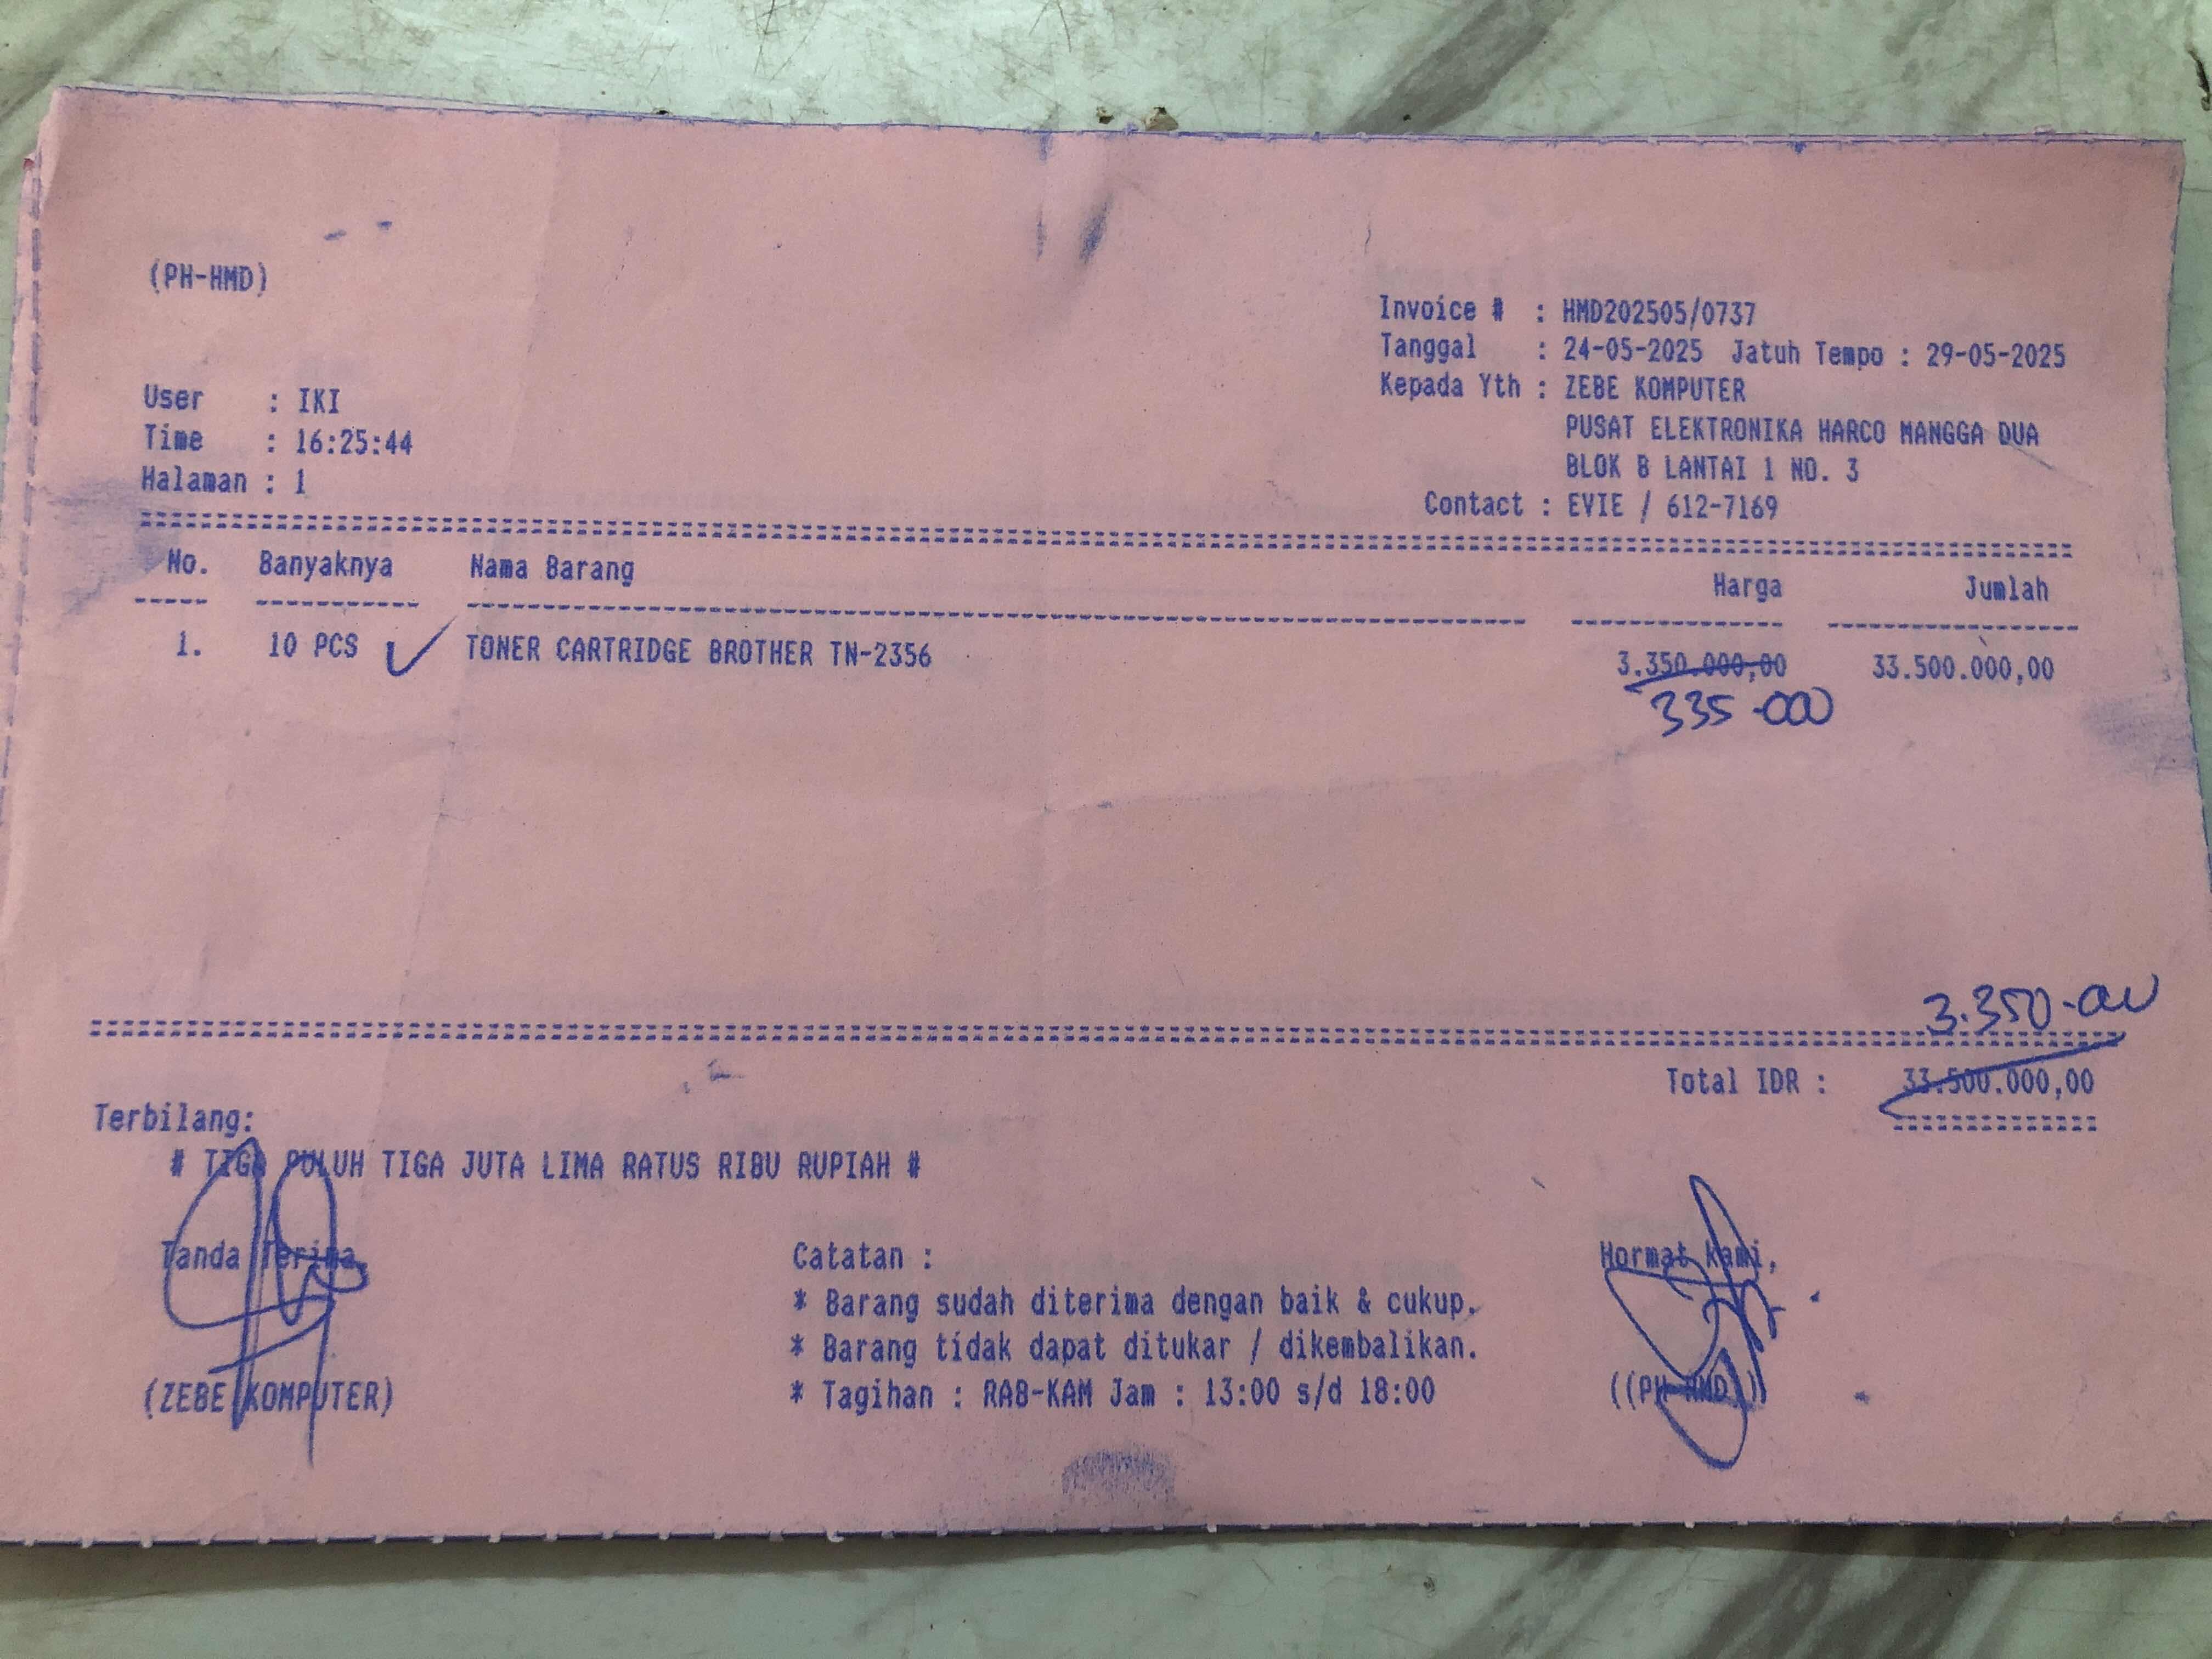 (PH-HMD)
Invoice # : HMD202505/0737
Tanggal : 24-05-2025 Jatuh Tempo : 29-05-2025
Kepada Yth : ZEBE KOMPUTER
PUSAT ELEKTRONIKA HARCO MANGGA DUA
BLOK B LANTAI 1 NO. 3
Contact : EVIE / 612-7169
User : IKI
Time : 16:25:44
Halaman : 1
No. Banyaknya Nama Barang Harga Jumlah
1. 10 PCS TONER CARTRIDGE BROTHER TN-2356 3.350.000,00 33.500.000,00
335.000
3.350.000
Total IDR : 33.500.000,00
Terbilang:
# TIGA PULUH TIGA JUTA LIMA RATUS RIBU RUPIAH #
Tanda Terima,
(ZEBE KOMPUTER)
Catatan :
* Barang sudah diterima dengan baik & cukup.
* Barang tidak dapat ditukar / dikembalikan.
* Tagihan : RAB-KAM Jam : 13:00 s/d 18:00
Hormat kami,
((PH-HMD))